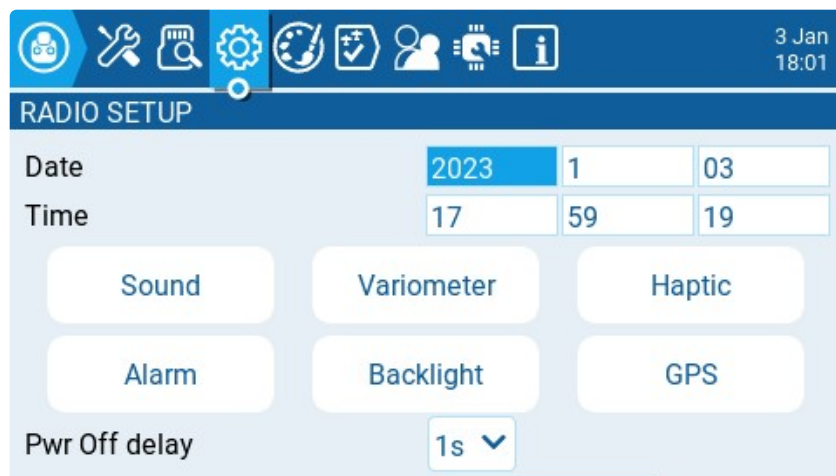 3 Jan
18:01
RADIO SETUP
Date 2023 1 03
Time 17 59 19
Sound Variometer Haptic
Alarm Backlight GPS
Pwr Off delay 1s